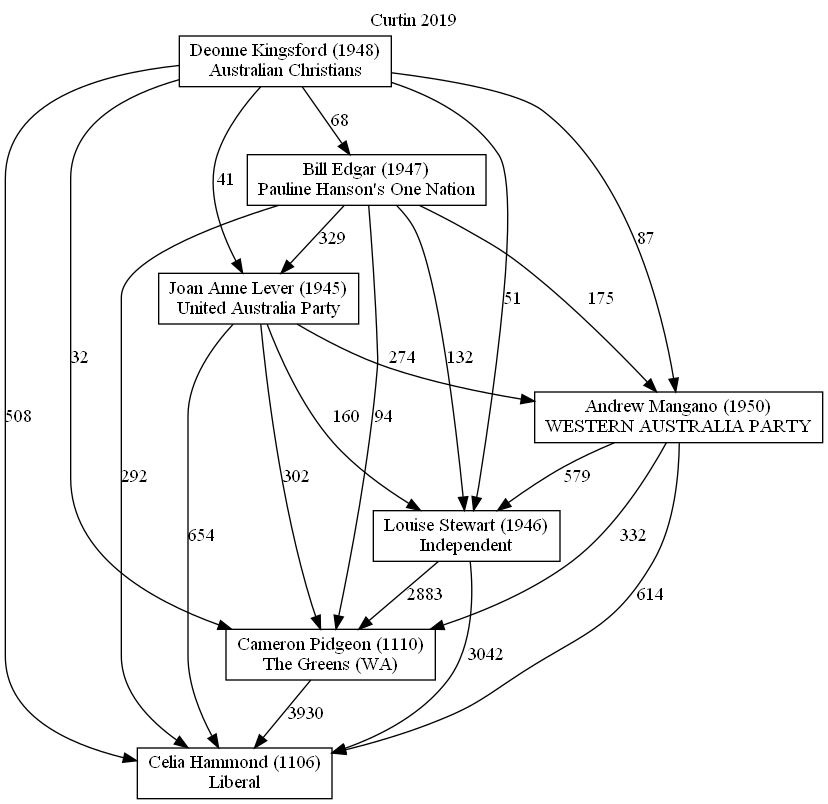 Curtin 2019
Deonne Kingsford (1948)
Australian Christians
68
Bill Edgar (1947)
Pauline Hanson's One Nation
41
329
87
Joan Anne Lever (1945)
United Australia Party
51
175
32
274
132
Andrew Mangano (1950)
WESTERN AUSTRALIA PARTY
508
160
94
292
302
579
Louise Stewart (1946)
Independent
654
332
2883
614
Cameron Pidgeon (1110)
The Greens (WA)
3042
3930
Celia Hammond (1106)
Liberal